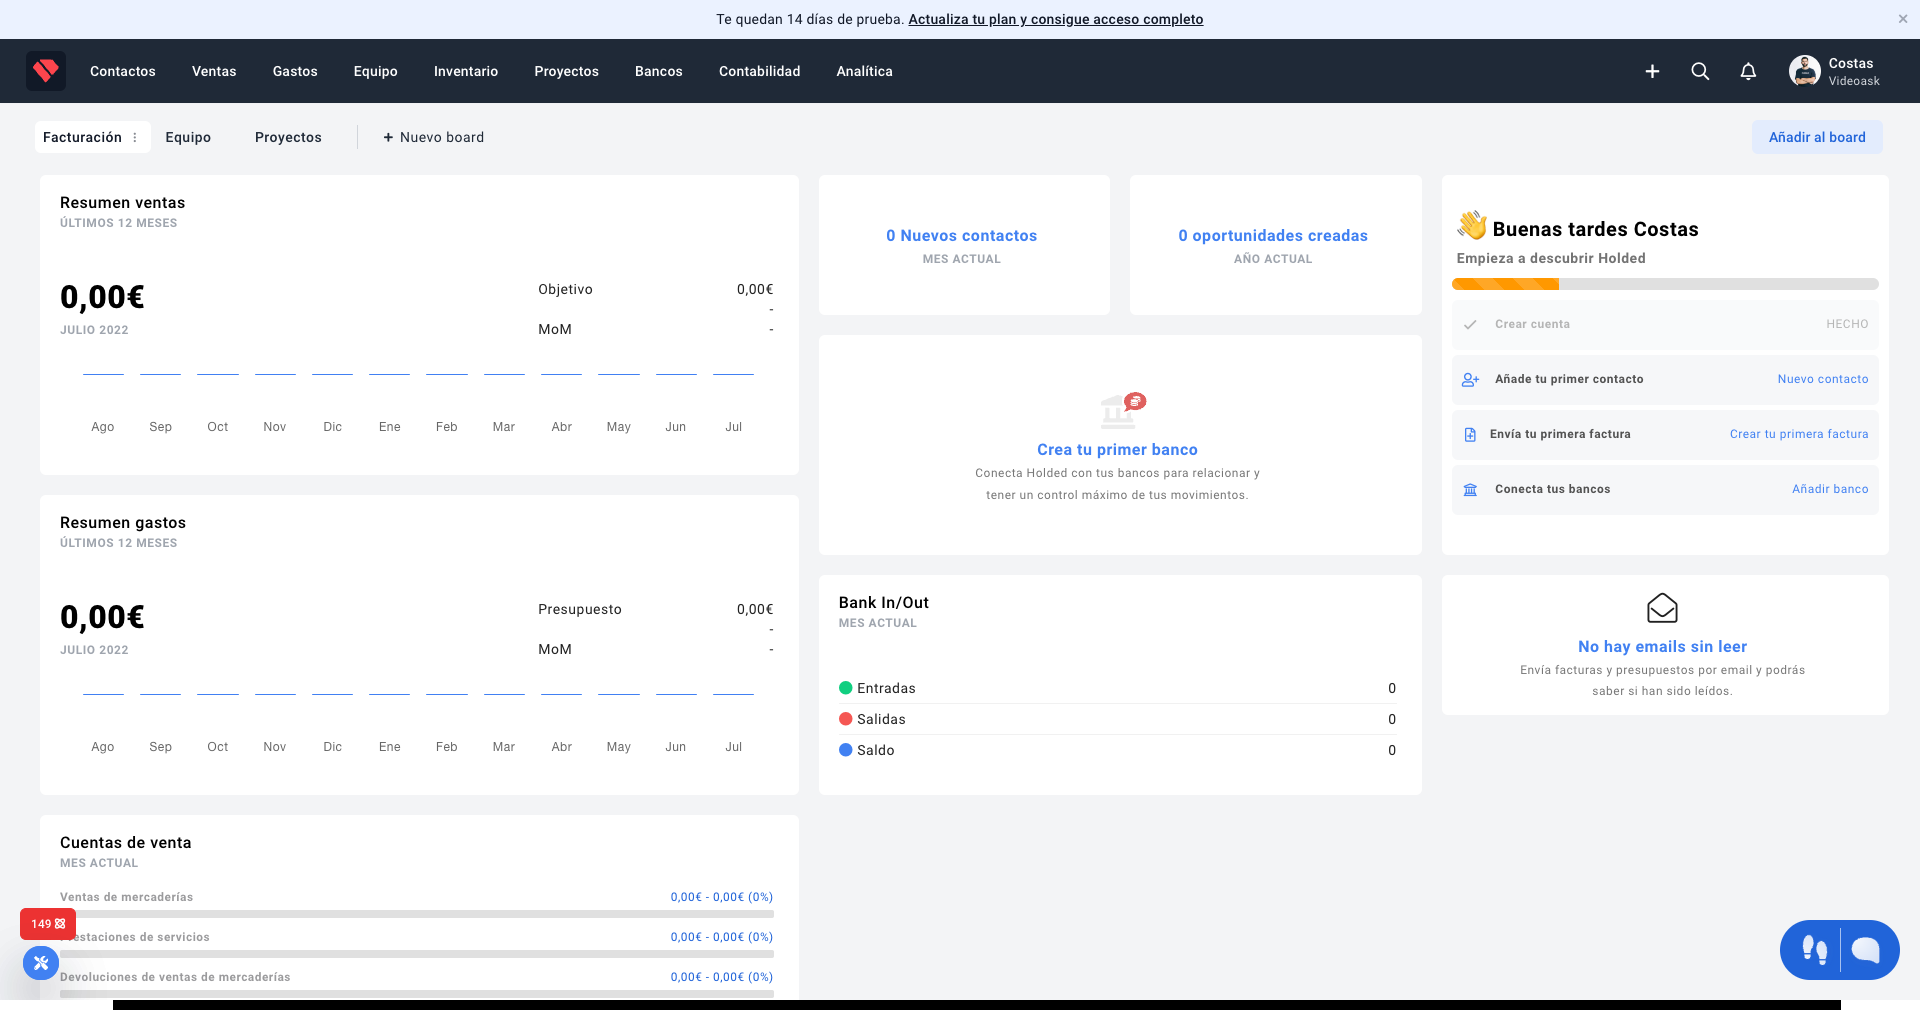 Te quedan 14 días de prueba. Actualiza tu plan y consigue acceso completo
Contactos
Ventas
Gastos
Equipo
Inventario
Proyectos
Bancos
Contabilidad
Analítica
Costas
Videoask
Facturación
Equipo
Proyectos
+ Nuevo board
Añadir al board
Resumen ventas
ÚLTIMOS 12 MESES
0,00€
JULIO 2022
Objetivo 0,00€
-
MoM -
Ago Sep Oct Nov Dic Ene Feb Mar Abr May Jun Jul
Resumen gastos
ÚLTIMOS 12 MESES
0,00€
JULIO 2022
Presupuesto 0,00€
-
MoM -
Ago Sep Oct Nov Dic Ene Feb Mar Abr May Jun Jul
Cuentas de venta
MES ACTUAL
Ventas de mercaderías 0,00€ - 0,00€ (0%)
estaciones de servicios 0,00€ - 0,00€ (0%)
Devoluciones de ventas de mercaderías 0,00€ - 0,00€ (0%)
149
0 Nuevos contactos
MES ACTUAL
0 oportunidades creadas
AÑO ACTUAL
Crea tu primer banco
Conecta Holded con tus bancos para relacionar y
tener un control máximo de tus movimientos.
Bank In/Out
MES ACTUAL
Entradas 0
Salidas 0
Saldo 0
Buenas tardes Costas
Empieza a descubrir Holded
Crear cuenta HECHO
Añade tu primer contacto Nuevo contacto
Envía tu primera factura Crear tu primera factura
Conecta tus bancos Añadir banco
No hay emails sin leer
Envía facturas y presupuestos por email y podrás
saber si han sido leídos.